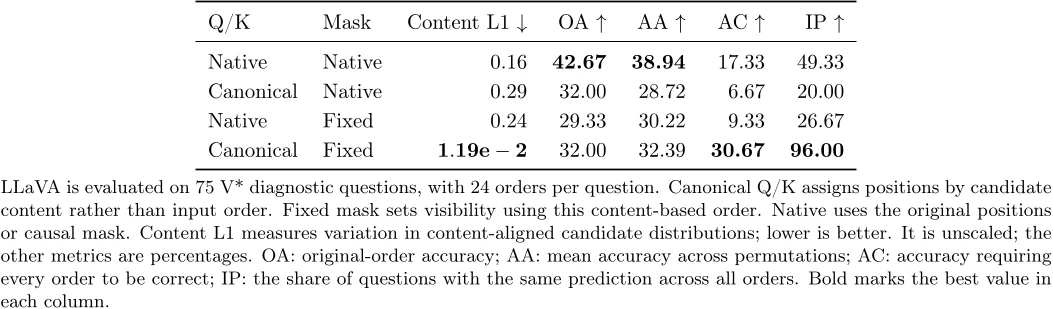 Q/K Mask Content L1 ↓ OA ↑ AA ↑ AC ↑ IP ↑
Native Native 0.16 42.67 38.94 17.33 49.33
Canonical Native 0.29 32.00 28.72 6.67 20.00
Native Fixed 0.24 29.33 30.22 9.33 26.67
Canonical Fixed 1.19e − 2 32.00 32.39 30.67 96.00
LLaVA is evaluated on 75 V* diagnostic questions, with 24 orders per question. Canonical Q/K assigns positions by candidate
content rather than input order. Fixed mask sets visibility using this content-based order. Native uses the original positions
or causal mask. Content L1 measures variation in content-aligned candidate distributions; lower is better. It is unscaled; the
other metrics are percentages. OA: original-order accuracy; AA: mean accuracy across permutations; AC: accuracy requiring
every order to be correct; IP: the share of questions with the same prediction across all orders. Bold marks the best value in
each column.